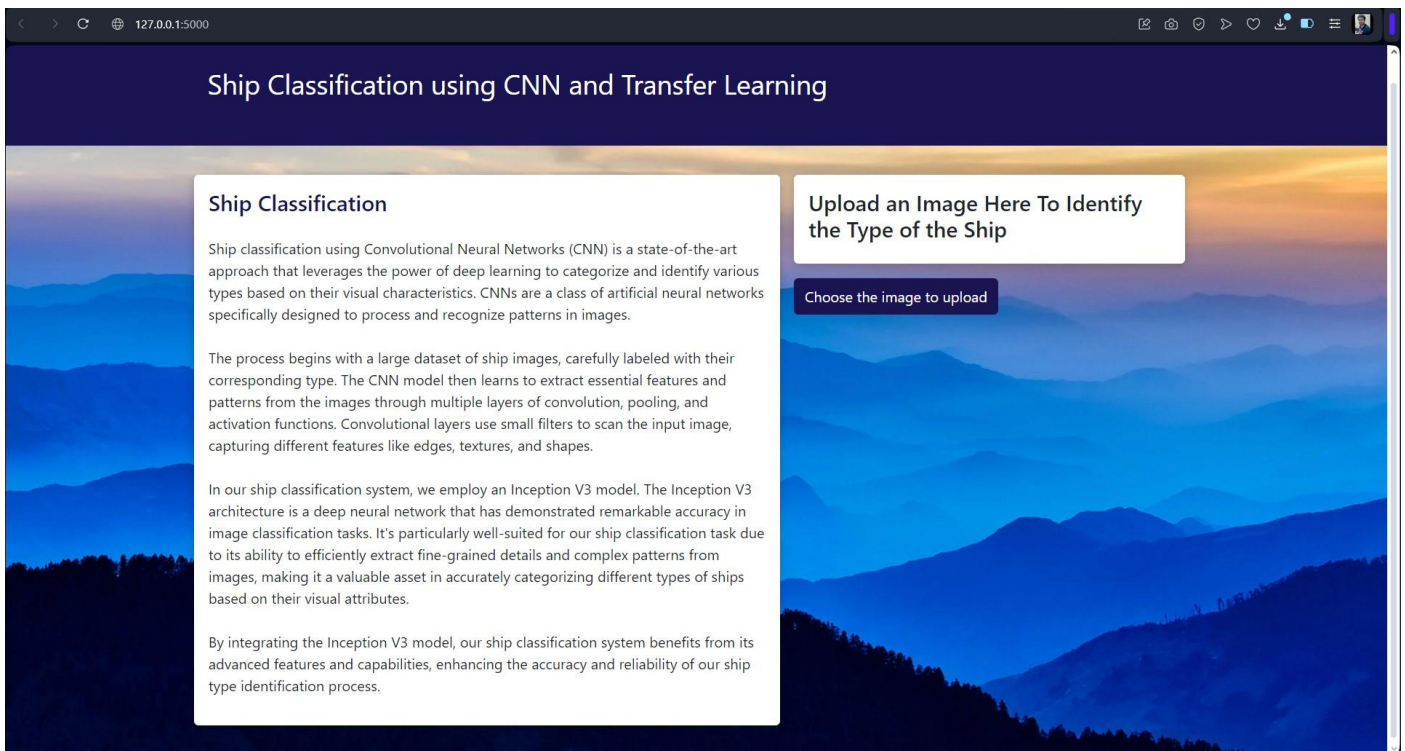 127.0.0.1:5000
Ship Classification using CNN and Transfer Learning
Ship Classification
Ship classification using Convolutional Neural Networks (CNN) is a state-of-the-art
approach that leverages the power of deep learning to categorize and identify various
types based on their visual characteristics. CNNs are a class of artificial neural networks
specifically designed to process and recognize patterns in images.
The process begins with a large dataset of ship images, carefully labeled with their
corresponding type. The CNN model then learns to extract essential features and
patterns from the images through multiple layers of convolution, pooling, and
activation functions. Convolutional layers use small filters to scan the input image,
capturing different features like edges, textures, and shapes.
In our ship classification system, we employ an Inception V3 model. The Inception V3
architecture is a deep neural network that has demonstrated remarkable accuracy in
image classification tasks. It's particularly well-suited for our ship classification task due
to its ability to efficiently extract fine-grained details and complex patterns from
images, making it a valuable asset in accurately categorizing different types of ships
based on their visual attributes.
By integrating the Inception V3 model, our ship classification system benefits from its
advanced features and capabilities, enhancing the accuracy and reliability of our ship
type identification process.
Upload an Image Here To Identify
the Type of the Ship
Choose the image to upload